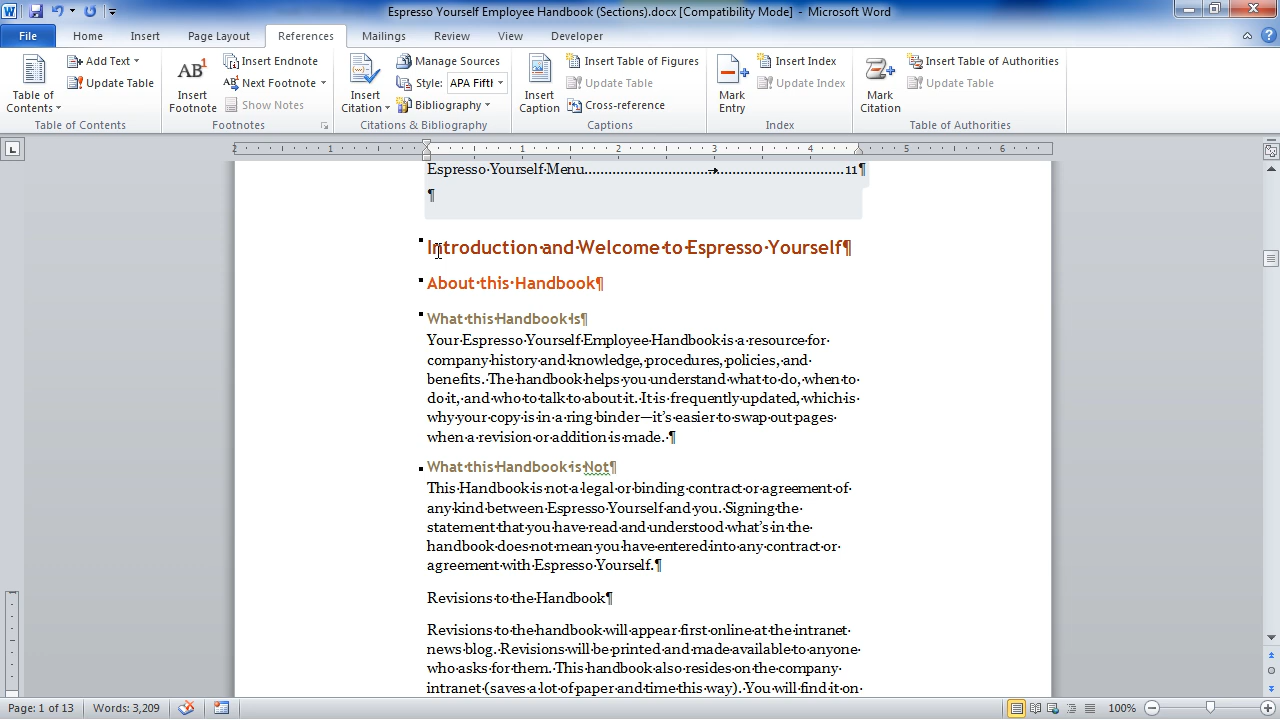 Espresso Yourself Employee Handbook (Sections).docx [Compatibility Mode] - Microsoft Word
File Home Insert Page Layout References Mailings Review View Developer
Table of Contents
Add Text
Update Table
Table of Contents
AB1 Insert Footnote
Insert Endnote
Next Footnote
Show Notes
Footnotes
Insert Citation
Manage Sources
Style: APA Fifth
Bibliography
Citations & Bibliography
Insert Caption
Insert Table of Figures
Update Table
Cross-reference
Captions
Mark Entry
Insert Index
Update Index
Index
Mark Citation
Insert Table of Authorities
Update Table
Table of Authorities
2 1 1 2 3 4 5 6
Espresso·Yourself·Menu................................→................................11¶
¶
Introduction·and·Welcome·to·Espresso·Yourself¶
About·this·Handbook¶
What·this·Handbook·is¶
Your·Espresso·Yourself·Employee·Handbook·is·a·resource·for·
company·history·and·knowledge,·procedures,·policies,·and·
benefits.·The·handbook·helps·you·understand·what·to·do,·when·to·
do·it,·and·who·to·talk·to·about·it.·It·is·frequently·updated,·which·is·
why·your·copy·is·in·a·ring·binder—it's·easier·to·swap·out·pages·
when·a·revision·or·addition·is·made.·¶
What·this·Handbook·is·Not¶
This·Handbook·is·not·a·legal·or·binding·contract·or·agreement·of·
any·kind·between·Espresso·Yourself·and·you.·Signing·the·
statement·that·you·have·read·and·understood·what's·in·the·
handbook·does·not·mean·you·have·entered·into·any·contract·or·
agreement·with·Espresso·Yourself.¶
Revisions·to·the·Handbook¶
Revisions·to·the·handbook·will·appear·first·online·at·the·intranet·
news·blog.·Revisions·will·be·printed·and·made·available·to·anyone·
who·asks·for·them.·This·handbook·also·resides·on·the·company·
intranet·(saves·a·lot·of·paper·and·time·this·way).·You·will·find·it·on·
Page: 1 of 13 Words: 3,209 100%